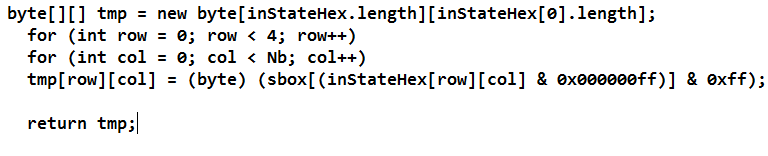 byte[][] tmp = new byte[inStateHex.length][inStateHex[0].length];
for (int row = 0; row < 4; row++)
for (int col = 0; col < Nb; col++)
tmp[row][col] = (byte) (sbox[(inStateHex[row][col] & 0x000000ff)] & 0xff);
return tmp;